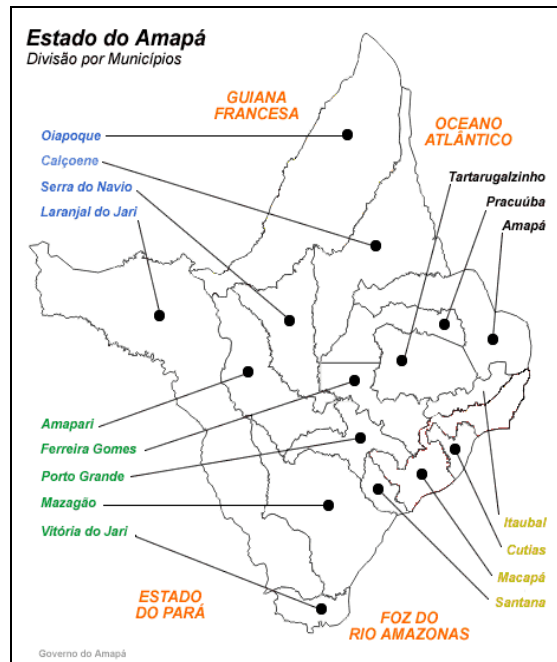 Estado do Amapá
Divisão por Municípios
GUIANA
FRANCESA
OCEANO
ATLÂNTICO
Oiapoque
Calçoene
Serra do Navio
Laranjal do Jari
Tartarugalzinho
Pracuúba
Amapá
Amapari
Ferreira Gomes
Porto Grande
Mazagão
Vitória do Jari
Itaubal
Cutias
Macapá
Santana
ESTADO
DO PARÁ
FOZ DO
RIO AMAZONAS
Governo do Amapá